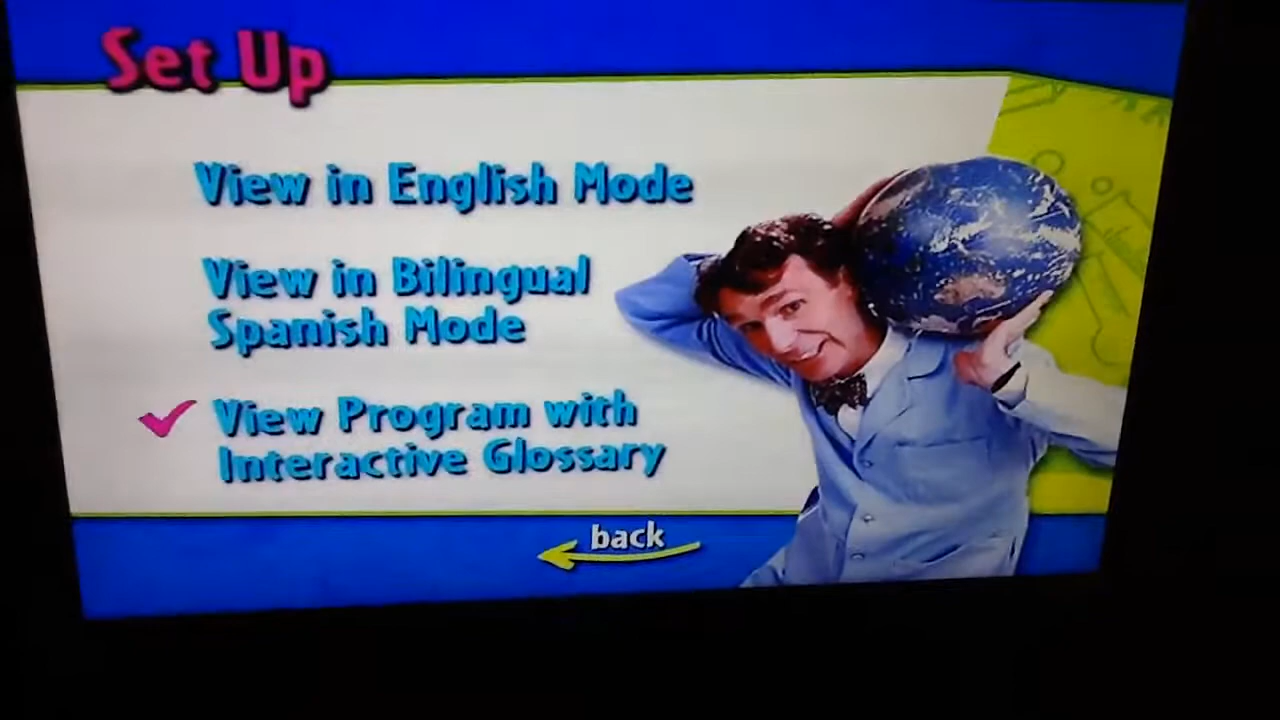 Set Up
View in English Mode
View in Bilingual
Spanish Mode
View Program with
Interactive Glossary
back